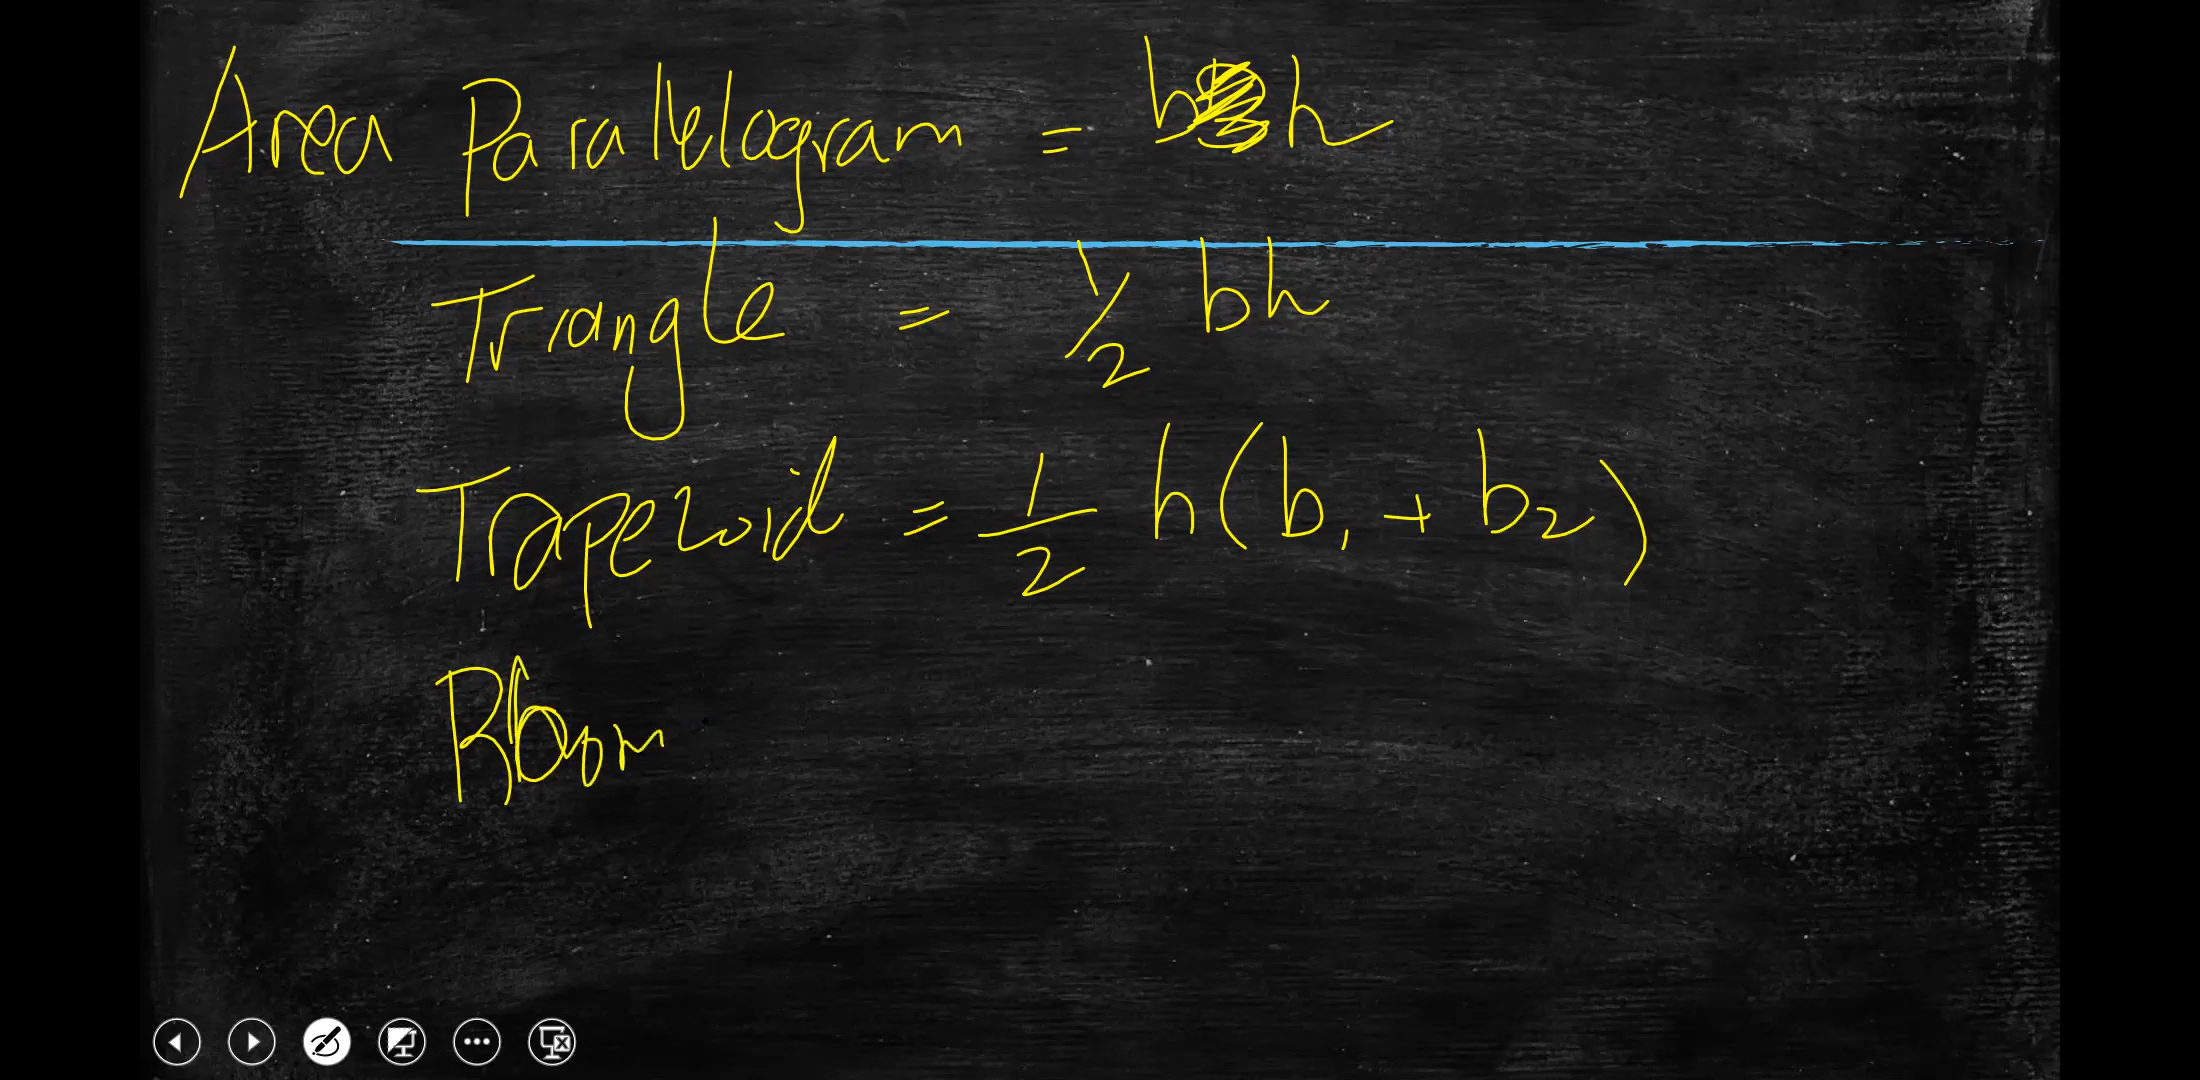 Area Parallelogram = bh
Triangle = 1/2 bh
Trapezoid = 1/2 h(b1 + b2)